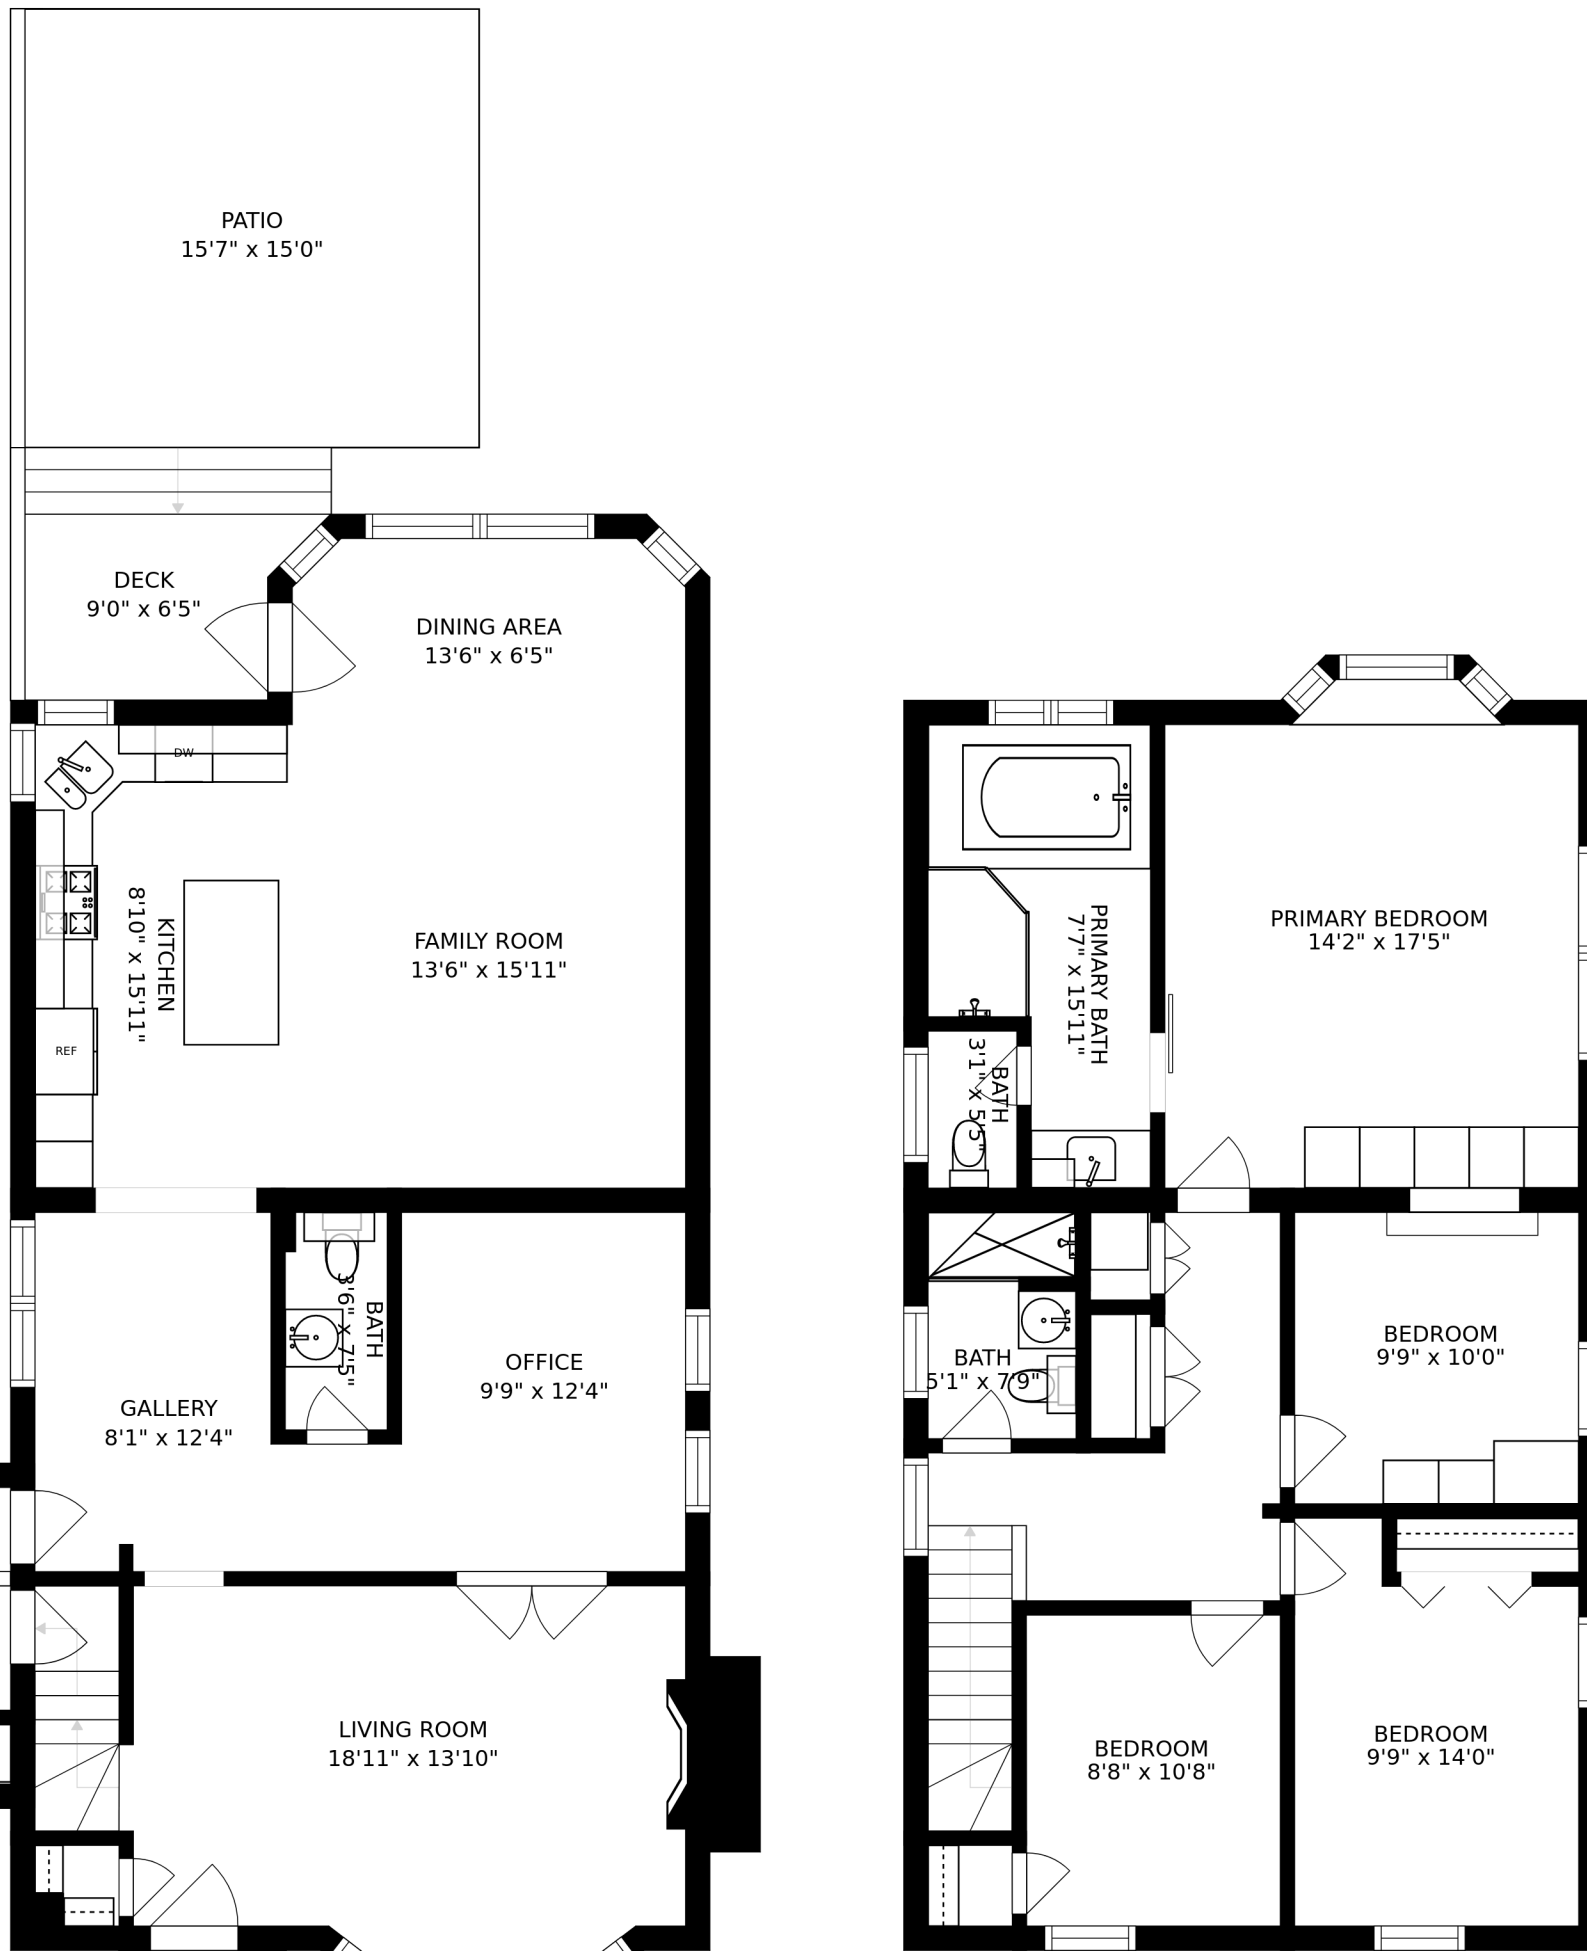 PATIO
15'7" x 15'0"
DECK
9'0" x 6'5"
DINING AREA
13'6" x 6'5"
DW
KITCHEN
8'10" x 15'11"
REF
FAMILY ROOM
13'6" x 15'11"
BATH
3'6" x 7'5"
OFFICE
9'9" x 12'4"
GALLERY
8'1" x 12'4"
LIVING ROOM
18'11" x 13'10"
PRIMARY BATH
7'7" x 15'11"
PRIMARY BEDROOM
14'2" x 17'5"
BATH
3'1" x 5'5"
BATH
5'1" x 7'9"
BEDROOM
9'9" x 10'0"
BEDROOM
8'8" x 10'8"
BEDROOM
9'9" x 14'0"